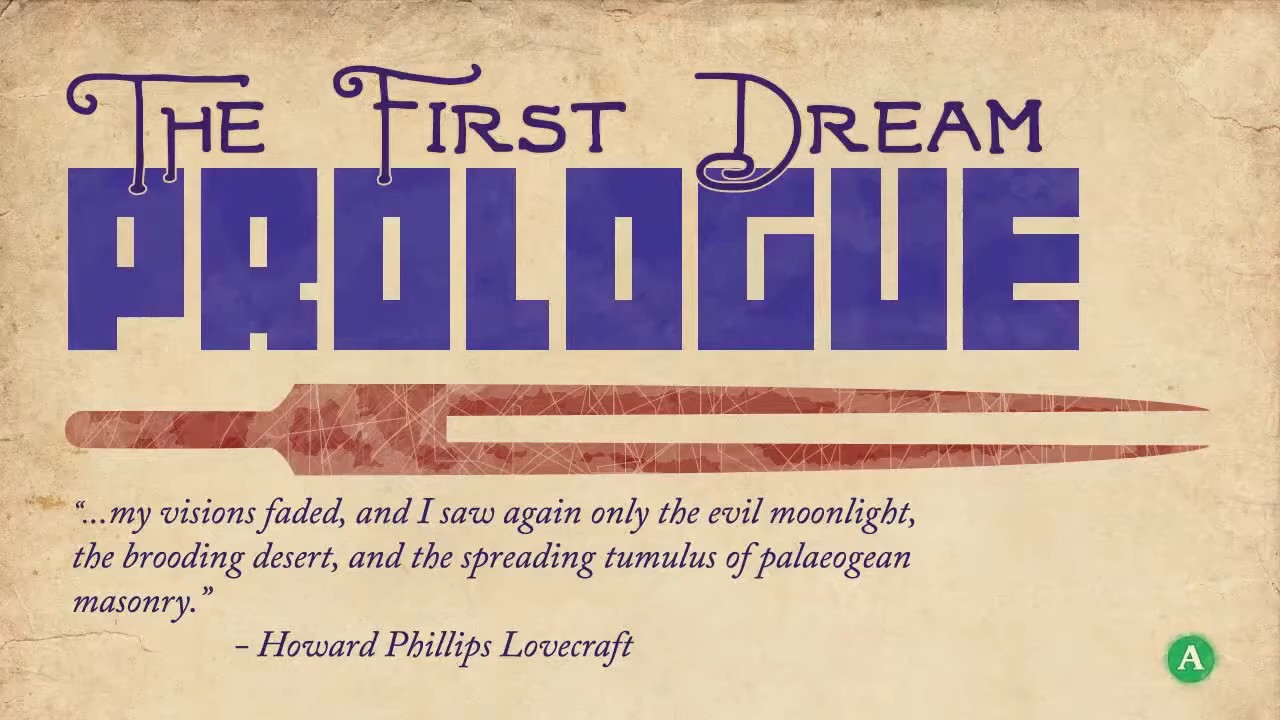 THE FIRST DREAM
PROLOGUE
“...my visions faded, and I saw again only the evil moonlight,
the brooding desert, and the spreading tumulus of palaeogean
masonry.”
– Howard Phillips Lovecraft
A